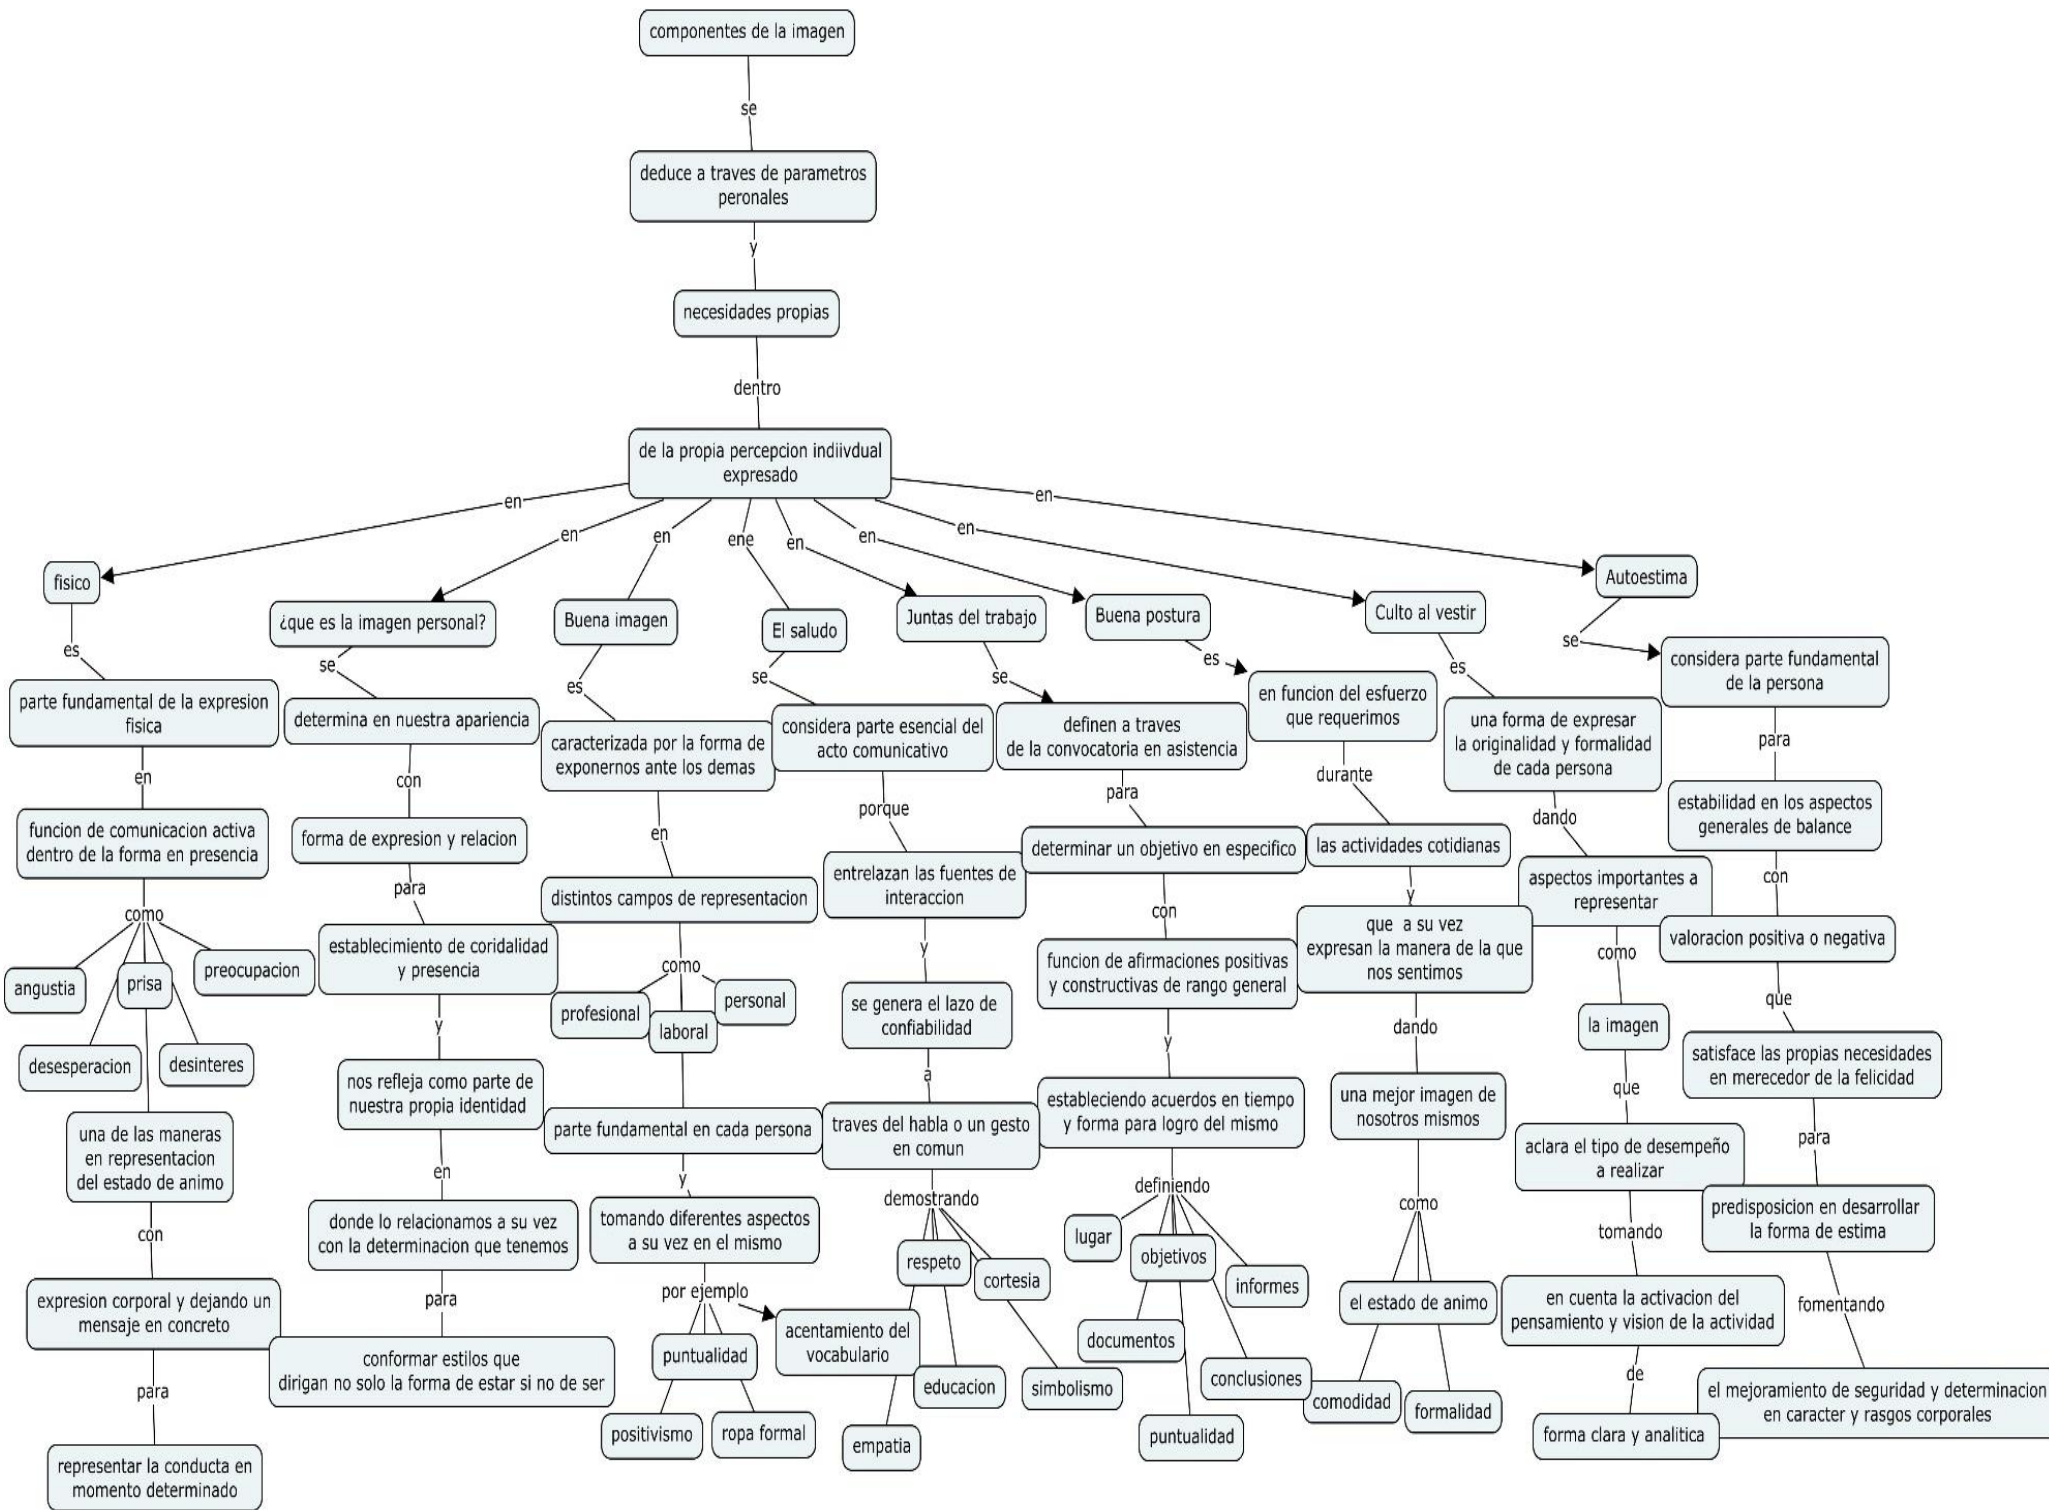 componentes de la imagen
se
deduce a traves de parametros
peronales
y
necesidades propias
dentro
de la propia percepcion indiivdual
expresado
en
en
en
ene
en
en
en
en
fisico
es
parte fundamental de la expresion
fisica
en
funcion de comunicacion activa
dentro de la forma en presencia
como
angustia
desesperacion
prisa
desinteres
preocupacion
una de las maneras
en representacion
del estado de animo
con
expresion corporal y dejando un
mensaje en concreto
para
representar la conducta en
momento determinado
¿que es la imagen personal?
se
determina en nuestra apariencia
con
forma de expresion y relacion
para
establecimiento de coridalidad
y presencia
y
nos refleja como parte de
nuestra propia identidad
en
donde lo relacionamos a su vez
con la determinacion que tenemos
para
conformar estilos que
dirigan no solo la forma de estar si no de ser
Buena imagen
es
caracterizada por la forma de
exponernos ante los demas
en
distintos campos de representacion
como
profesional
laboral
personal
parte fundamental en cada persona
y
tomando diferentes aspectos
a su vez en el mismo
por ejemplo
puntualidad
acentamiento del
vocabulario
positivismo
ropa formal
El saludo
se
considera parte esencial del
acto comunicativo
porque
entrelazan las fuentes de
interaccion
y
se genera el lazo de
confiabilidad
a
traves del habla o un gesto
en comun
demostrando
respeto
cortesia
educacion
simbolismo
empatia
Juntas del trabajo
se
definen a traves
de la convocatoria en asistencia
para
determinar un objetivo en especifico
con
funcion de afirmaciones positivas
y constructivas de rango general
y
estableciendo acuerdos en tiempo
y forma para logro del mismo
definiendo
lugar
objetivos
informes
documentos
conclusiones
puntualidad
Buena postura
es
en funcion del esfuerzo
que requerimos
durante
las actividades cotidianas
y
que a su vez
expresan la manera de la que
nos sentimos
dando
una mejor imagen de
nosotros mismos
como
el estado de animo
comodidad
formalidad
Culto al vestir
es
una forma de expresar
la originalidad y formalidad
de cada persona
dando
aspectos importantes a
representar
como
la imagen
que
aclara el tipo de desempeño
a realizar
tomando
en cuenta la activacion del
pensamiento y vision de la actividad
de
forma clara y analitica
Autoestima
se
considera parte fundamental
de la persona
para
estabilidad en los aspectos
generales de balance
con
valoracion positiva o negativa
que
satisface las propias necesidades
en merecedor de la felicidad
para
predisposicion en desarrollar
la forma de estima
fomentando
el mejoramiento de seguridad y determinacion
en caracter y rasgos corporales